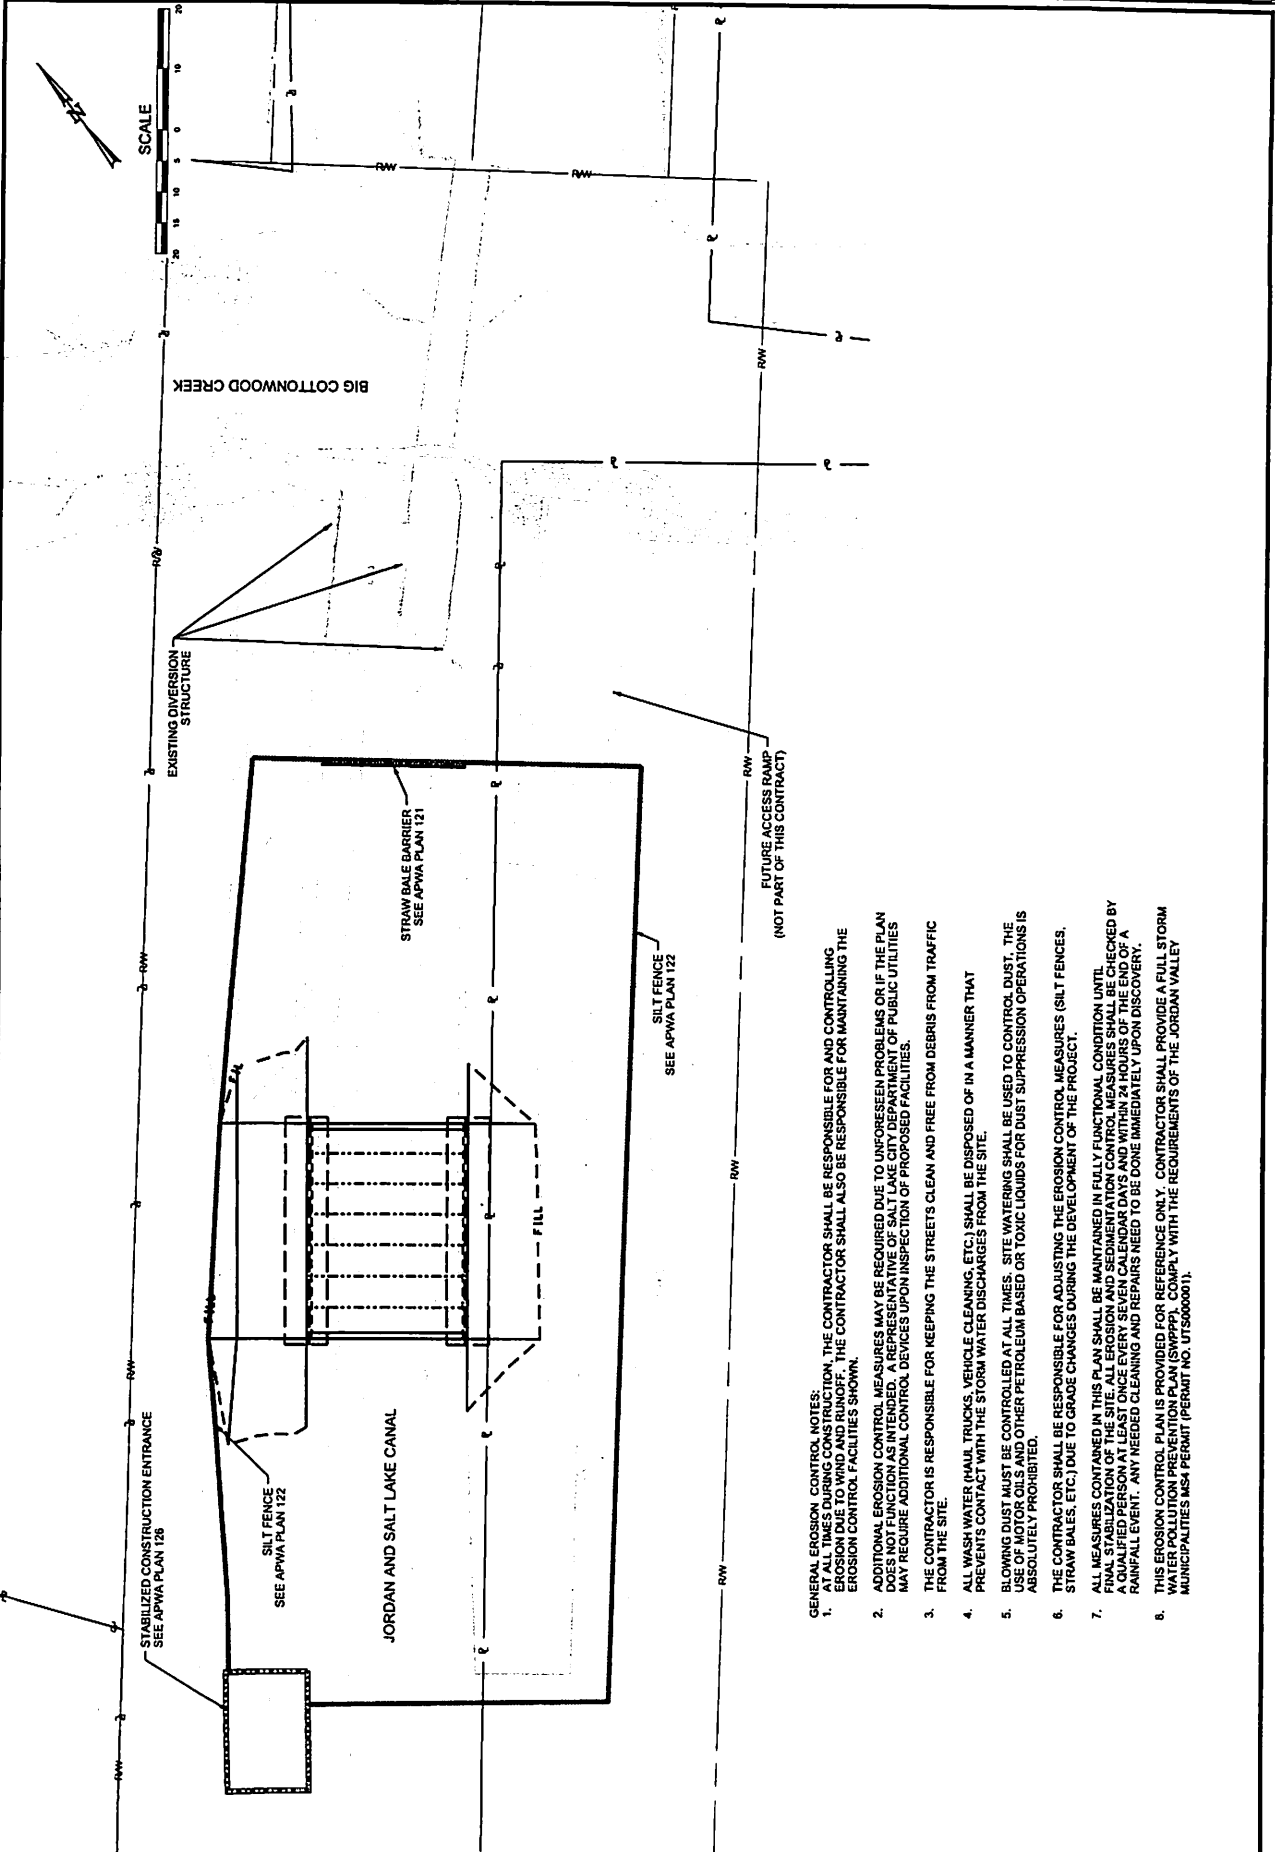 SCALE
20 15 10 5 0 10 20
N
BIG COTTONWOOD CREEK
EXISTING DIVERSION
STRUCTURE
STRAW BALE BARRIER
SEE APWA PLAN 121
FUTURE ACCESS RAMP
(NOT PART OF THIS CONTRACT)
SILT FENCE
SEE APWA PLAN 122
STABILIZED CONSTRUCTION ENTRANCE
SEE APWA PLAN 126
SILT FENCE
SEE APWA PLAN 122
JORDAN AND SALT LAKE CANAL
FILL
FILL
FILL
R/W
R/W
R/W
R/W
R/W
R/W
R/W
R/W
R/W
R/W
GENERAL EROSION CONTROL NOTES:
1. AT ALL TIMES DURING CONSTRUCTION, THE CONTRACTOR SHALL BE RESPONSIBLE FOR AND CONTROLLING
EROSION DUE TO WIND AND RUNOFF. THE CONTRACTOR SHALL ALSO BE RESPONSIBLE FOR MAINTAINING THE
EROSION CONTROL FACILITIES SHOWN.
2. ADDITIONAL EROSION CONTROL MEASURES MAY BE REQUIRED DUE TO UNFORESEEN PROBLEMS OR IF THE PLAN
DOES NOT FUNCTION AS INTENDED. A REPRESENTATIVE OF SALT LAKE CITY DEPARTMENT OF PUBLIC UTILITIES
MAY REQUIRE ADDITIONAL CONTROL DEVICES UPON INSPECTION OF PROPOSED FACILITIES.
3. THE CONTRACTOR IS RESPONSIBLE FOR KEEPING THE STREETS CLEAN AND FREE FROM DEBRIS FROM TRAFFIC
FROM THE SITE.
4. ALL WASH WATER (HAUL TRUCKS, VEHICLE CLEANING, ETC.) SHALL BE DISPOSED OF IN A MANNER THAT
PREVENTS CONTACT WITH THE STORM WATER DISCHARGES FROM THE SITE.
5. BLOWING DUST MUST BE CONTROLLED AT ALL TIMES. SITE WATERING SHALL BE USED TO CONTROL DUST. THE
USE OF MOTOR OILS AND OTHER PETROLEUM BASED OR TOXIC LIQUIDS FOR DUST SUPPRESSION OPERATIONS IS
ABSOLUTELY PROHIBITED.
6. THE CONTRACTOR SHALL BE RESPONSIBLE FOR ADJUSTING THE EROSION CONTROL MEASURES (SILT FENCES,
STRAW BALES, ETC.) DUE TO GRADE CHANGES DURING THE DEVELOPMENT OF THE PROJECT.
7. ALL MEASURES CONTAINED IN THIS PLAN SHALL BE MAINTAINED IN FULLY FUNCTIONAL CONDITION UNTIL
FINAL STABILIZATION OF THE SITE. ALL EROSION AND SEDIMENTATION CONTROL MEASURES SHALL BE CHECKED BY
A QUALIFIED PERSON AT LEAST ONCE EVERY SEVEN CALENDAR DAYS AND WITHIN 24 HOURS OF THE END OF A
RAINFALL EVENT. ANY NEEDED CLEANING AND REPAIRS NEED TO BE DONE IMMEDIATELY UPON DISCOVERY.
8. THIS EROSION CONTROL PLAN IS PROVIDED FOR REFERENCE ONLY. CONTRACTOR SHALL PROVIDE A FULL STORM
WATER POLLUTION PREVENTION PLAN (SWPPP). COMPLY WITH THE REQUIREMENTS OF THE JORDAN VALLEY
MUNICIPALITIES MS4 PERMIT (PERMIT NO. UTS000001).